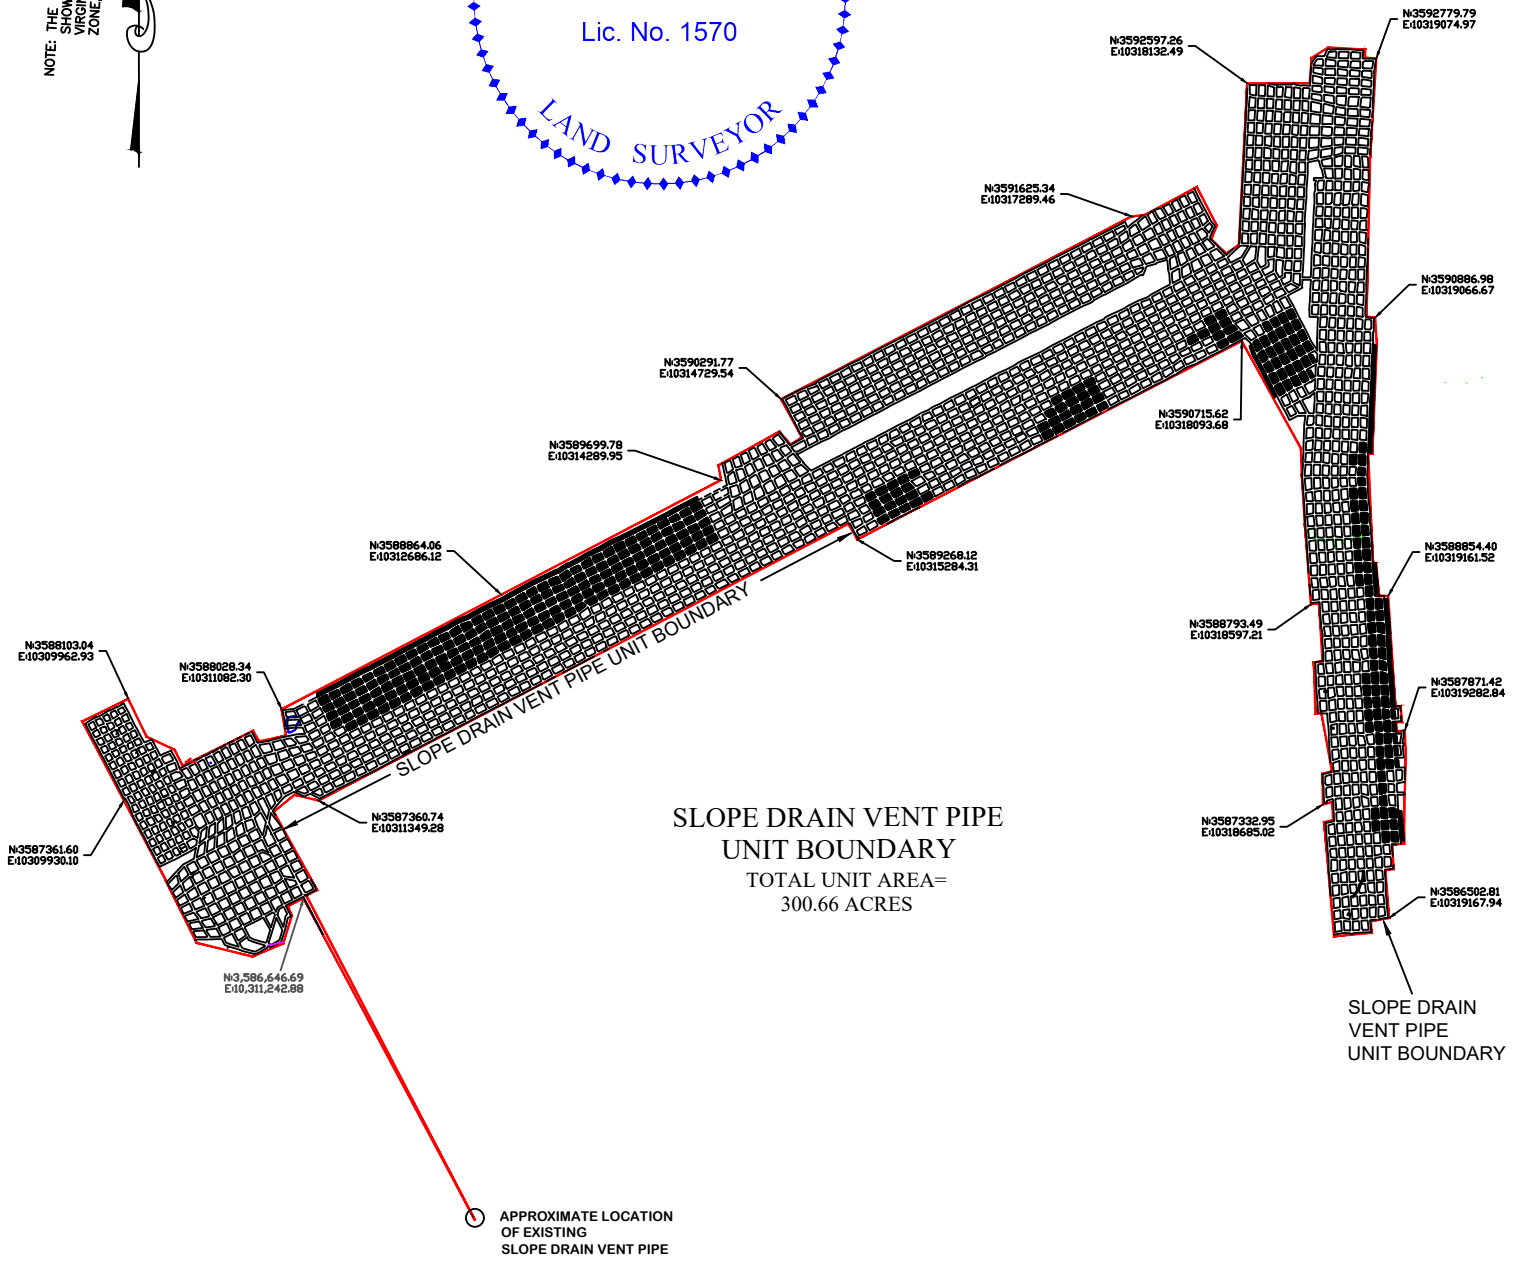 NOTE: THE
SHOW
VIRGIN
ZONE,
Lic. No. 1570
LAND SURVEYOR
N:3592779.79
E:10319074.97
N:3592597.26
E:10318132.49
N:3591625.34
E:10317289.46
N:3590886.98
E:10319066.67
N:3590291.77
E:10314729.54
N:3590715.62
E:10318093.68
N:3589699.78
E:10314289.95
N:3588864.06
E:10312686.12
N:3589268.12
E:10315284.31
N:3588854.40
E:10319161.52
N:3588793.49
E:10318597.21
N:3588103.04
E:10309962.93
N:3588028.34
E:10311082.30
SLOPE DRAIN VENT PIPE UNIT BOUNDARY
N:3587871.42
E:10319282.84
N:3587360.74
E:10311349.28
N:3587332.95
E:10318685.02
N:3587361.60
E:10309930.10
SLOPE DRAIN VENT PIPE
UNIT BOUNDARY
TOTAL UNIT AREA=
300.66 ACRES
N:3586502.81
E:10319167.94
N:3,586,646.69
E:10,311,242.88
SLOPE DRAIN
VENT PIPE
UNIT BOUNDARY
APPROXIMATE LOCATION
OF EXISTING
SLOPE DRAIN VENT PIPE